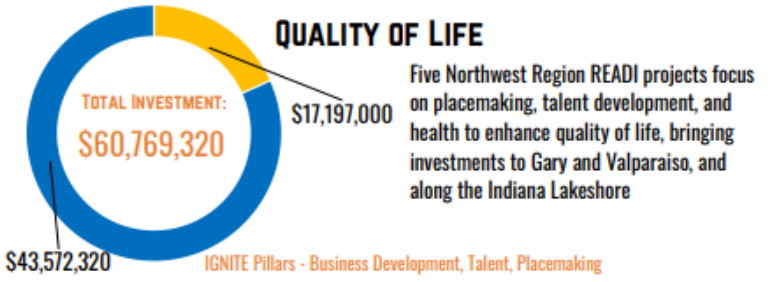 QUALITY OF LIFE
Five Northwest Region READI projects focus
on placemaking, talent development, and
health to enhance quality of life, bringing
investments to Gary and Valparaiso, and
along the Indiana Lakeshore
TOTAL INVESTMENT:
$60,769,320
$17,197,000
$43,572,320
IGNITE Pillars - Business Development, Talent, Placemaking